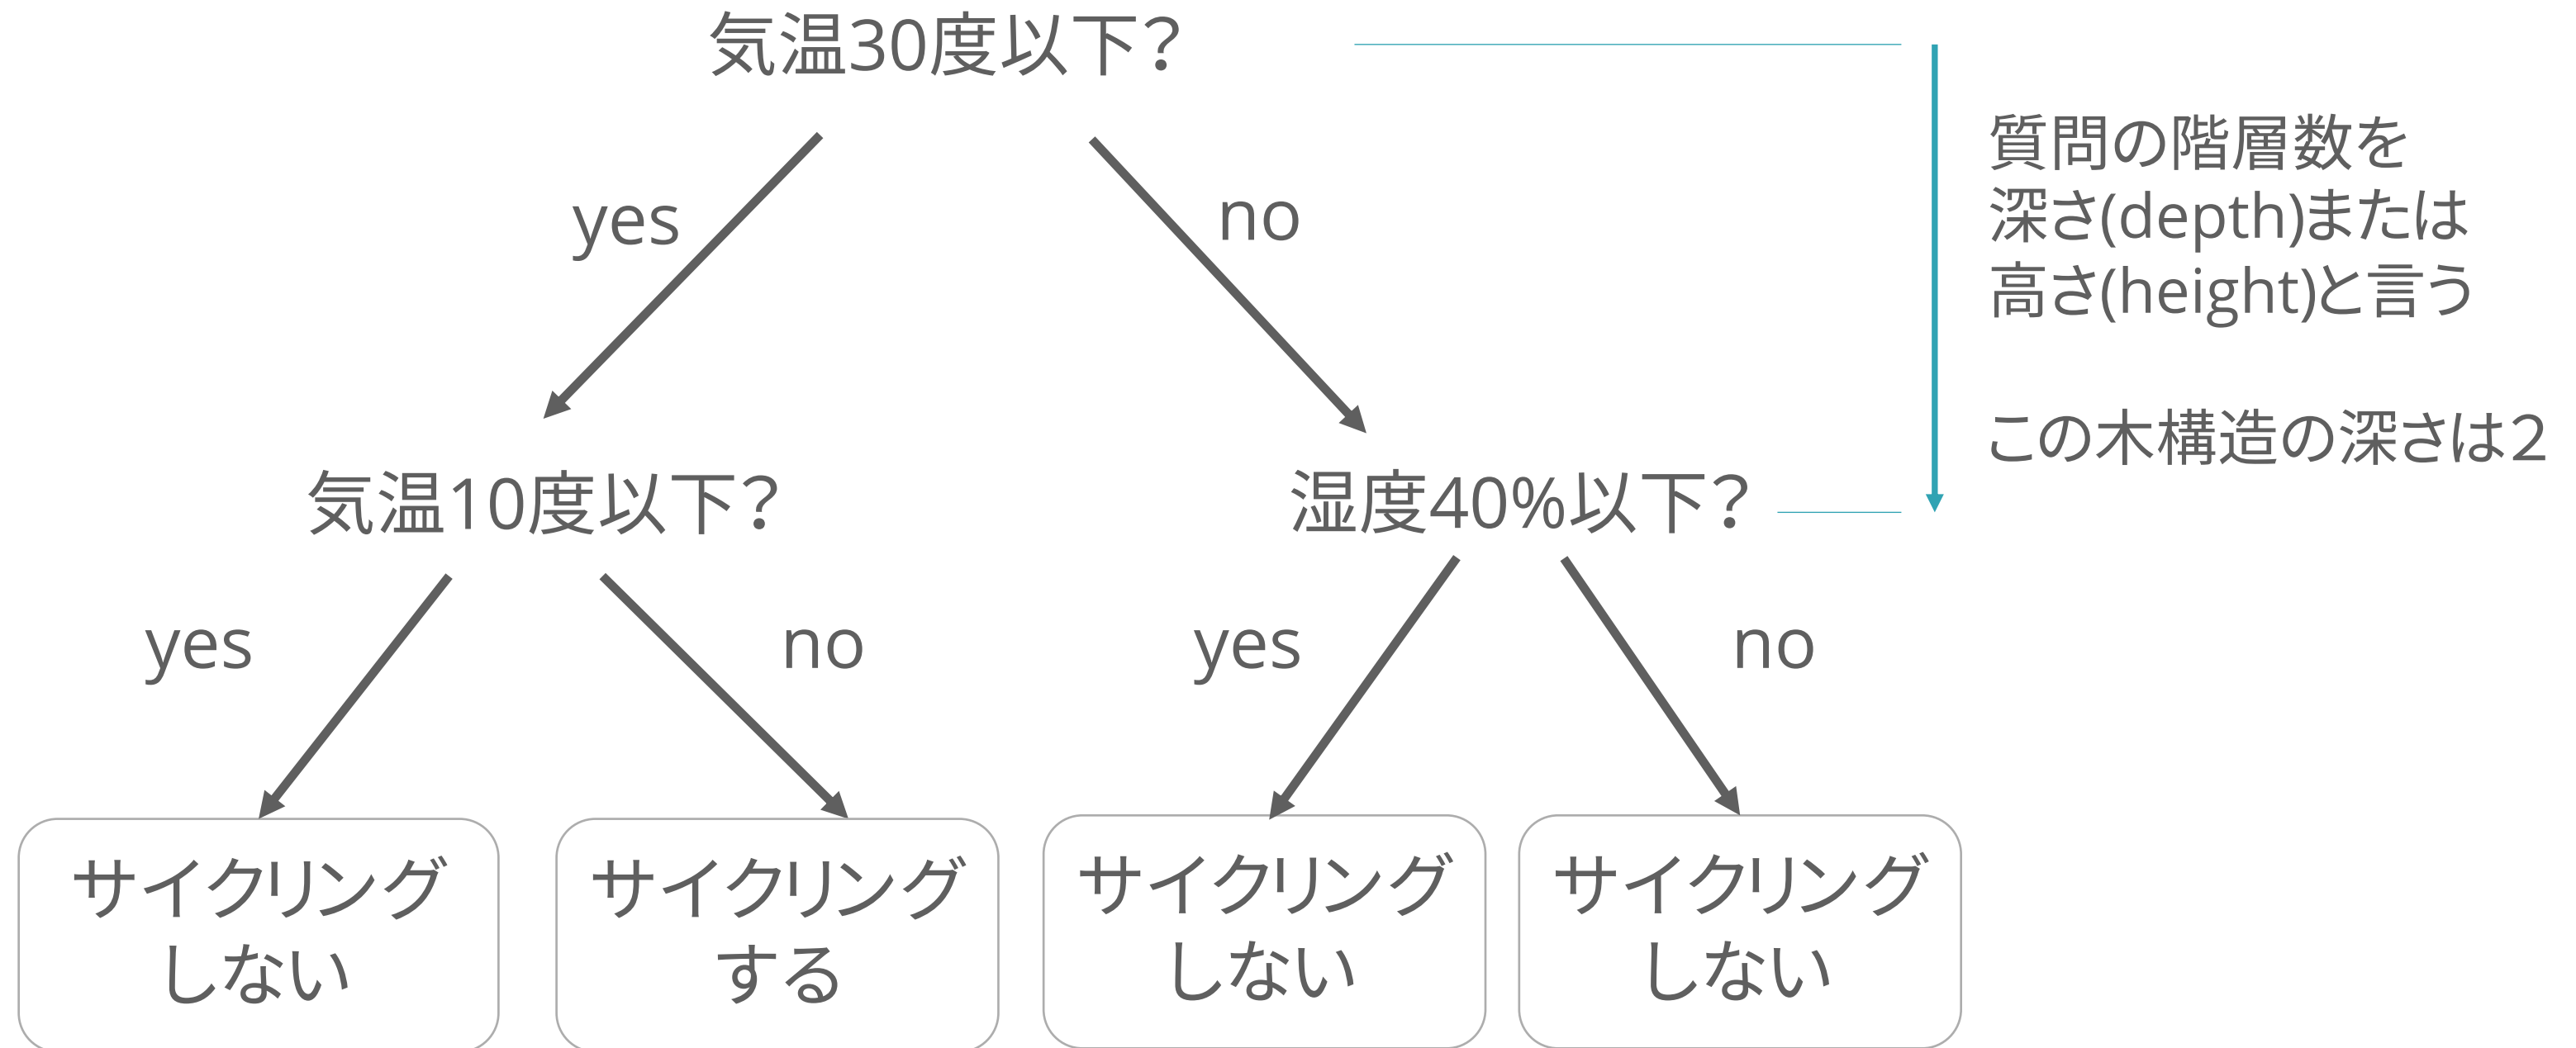 気温30度以下?
質問の階層数を
深さ(depth)または
高さ(height)と言う
この木構造の深さは２
yes
no
気温10度以下?
湿度40%以下?
yes
no
yes
no
サイクリング
しない
サイクリング
する
サイクリング
しない
サイクリング
しない